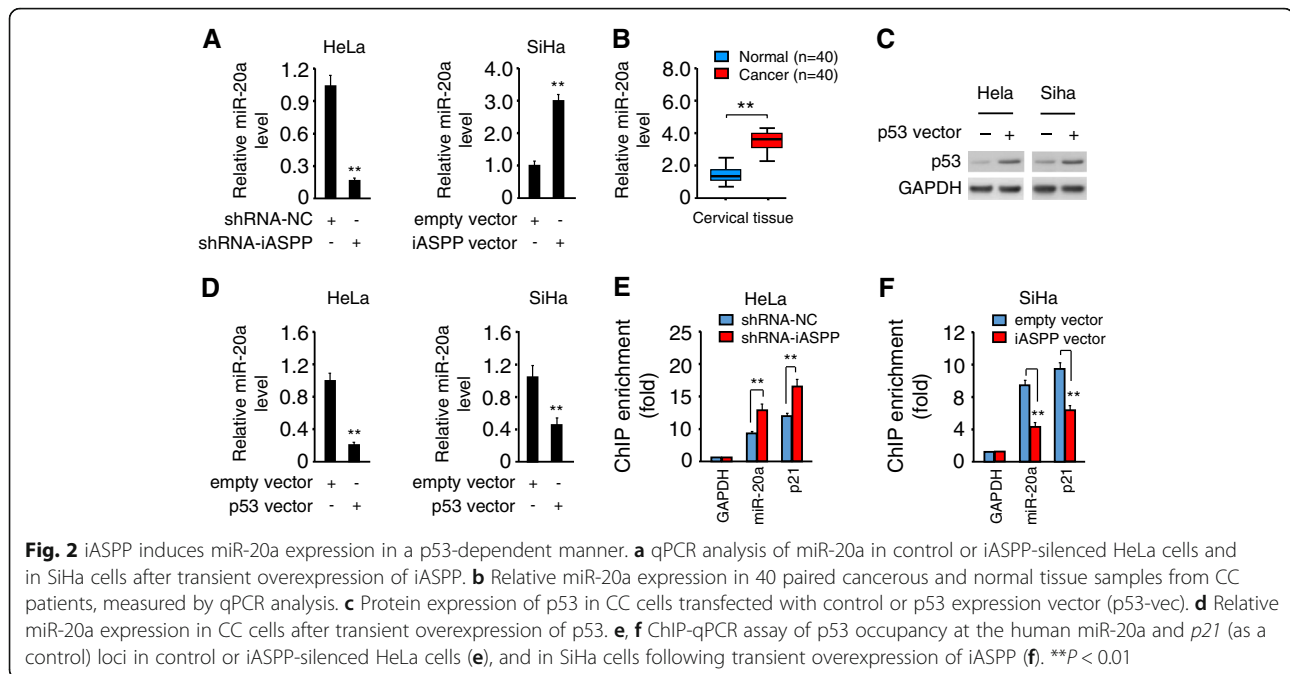 A
HeLa
Relative miR-20a
level
1.2
0.9
0.6
0.3
0
**
shRNA-NC + -
shRNA-iASPP - +
SiHa
Relative miR-20a
level
4.0
3.0
2.0
1.0
0
**
empty vector + -
iASPP vector - +
B
Normal (n=40)
Cancer (n=40)
Relative miR-20a
level
8.0
6.0
4.0
2.0
0
**
Cervical tissue
C
Hela Siha
p53 vector − + − +
p53
GAPDH
D
HeLa
Relative miR-20a
level
1.6
1.2
0.8
0.4
0
**
empty vector + -
p53 vector - +
SiHa
Relative miR-20a
level
1.6
1.2
0.8
0.4
0
**
empty vector + -
p53 vector - +
E
HeLa
shRNA-NC
shRNA-iASPP
ChIP enrichment
(fold)
25
20
15
10
5
0
**
**
GAPDH
miR-20a
p21
F
SiHa
empty vector
iASPP vector
ChIP enrichment
(fold)
12
8
4
0
**
**
GAPDH
miR-20a
p21
Fig. 2 iASPP induces miR-20a expression in a p53-dependent manner. a qPCR analysis of miR-20a in control or iASPP-silenced HeLa cells and
in SiHa cells after transient overexpression of iASPP. b Relative miR-20a expression in 40 paired cancerous and normal tissue samples from CC
patients, measured by qPCR analysis. c Protein expression of p53 in CC cells transfected with control or p53 expression vector (p53-vec). d Relative
miR-20a expression in CC cells after transient overexpression of p53. e, f ChIP-qPCR assay of p53 occupancy at the human miR-20a and p21 (as a
control) loci in control or iASPP-silenced HeLa cells (e), and in SiHa cells following transient overexpression of iASPP (f). **P < 0.01